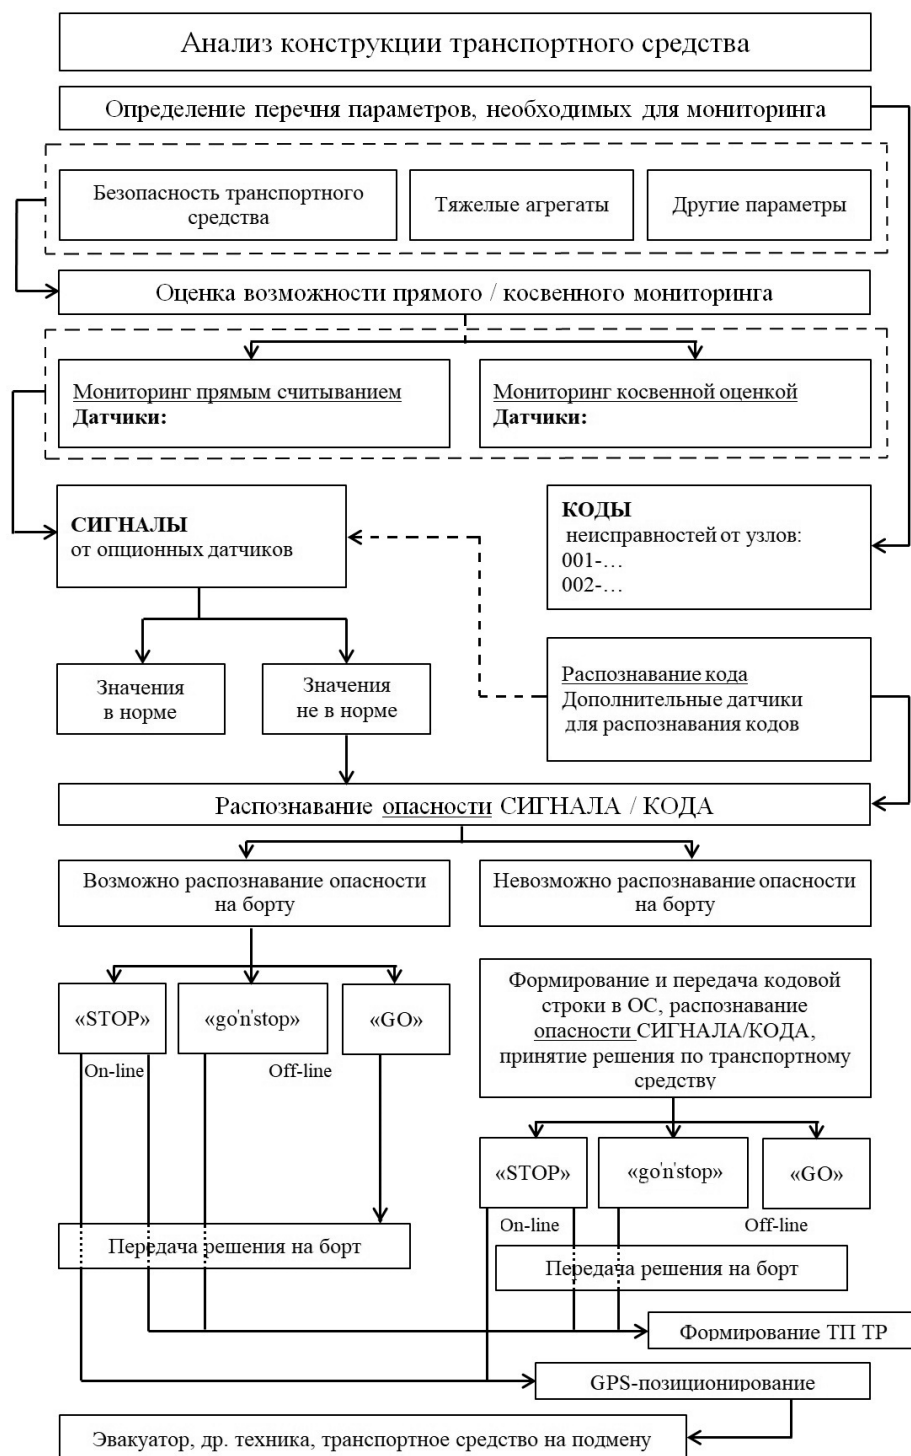 Анализ конструкции транспортного средства
Определение перечня параметров, необходимых для мониторинга
Безопасность транспортного
средства
Тяжелые агрегаты
Другие параметры
Оценка возможности прямого / косвенного мониторинга
Мониторинг прямым считыванием
Датчики:
Мониторинг косвенной оценкой
Датчики:
СИГНАЛЫ
от опционных датчиков
КОДЫ
неисправностей от узлов:
001-…
002-…
Значения
в норме
Значения
не в норме
Распознавание кода
Дополнительные датчики
для распознавания кодов
Распознавание опасности СИГНАЛА / КОДА
Возможно распознавание опасности
на борту
Невозможно распознавание опасности
на борту
«STOP»
«go'n'stop»
«GO»
On-line
Off-line
Формирование и передача кодовой
строки в ОС, распознавание
опасности СИГНАЛА/КОДА,
принятие решения по транспортному
средству
«STOP»
«go'n'stop»
«GO»
On-line
Off-line
Передача решения на борт
Передача решения на борт
Формирование ТП ТР
GPS-позиционирование
Эвакуатор, др. техника, транспортное средство на подмену